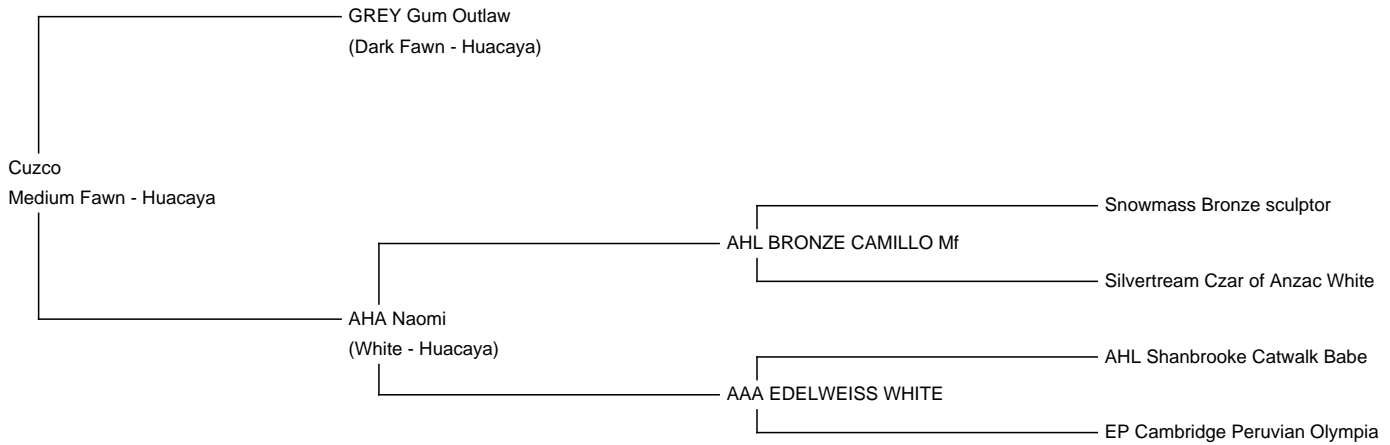 GREY Gum Outlaw
(Dark Fawn - Huacaya)
Cuzco
Medium Fawn - Huacaya
Snowmass Bronze sculptor
AHL BRONZE CAMILLO Mf
Silvertream Czar of Anzac White
AHA Naomi
(White - Huacaya)
AHL Shanbrooke Catwalk Babe
AAA EDELWEISS WHITE
EP Cambridge Peruvian Olympia